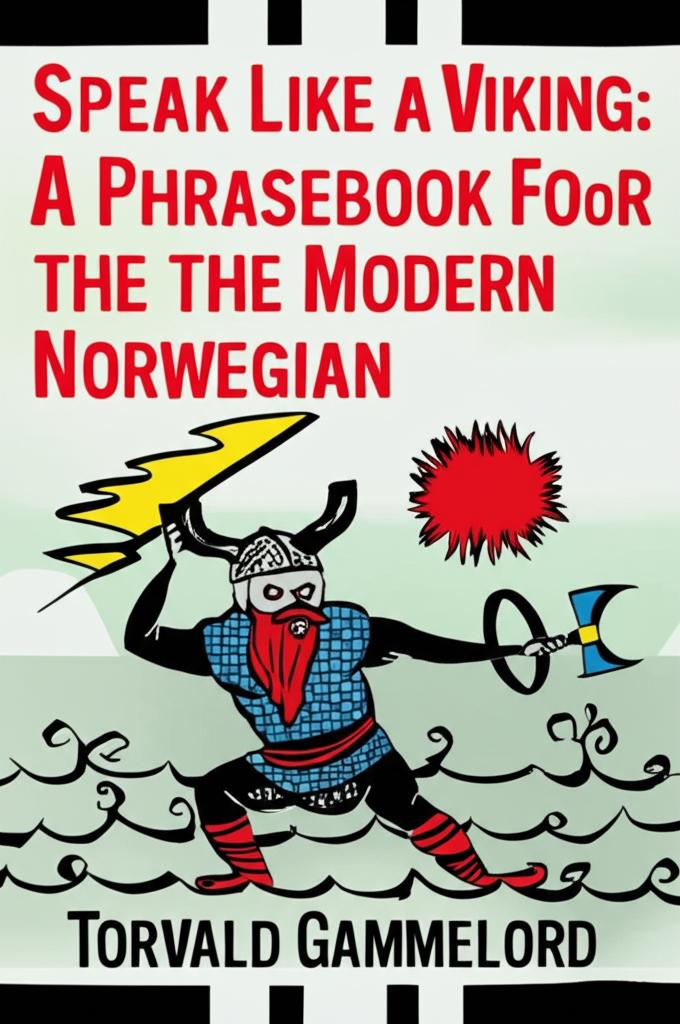 SPEAK LIKE A VIKING:
A PHRASEBOOK FOoR
THE THE MODERN
NORWEGIAN
TORVALD GAMMELORD